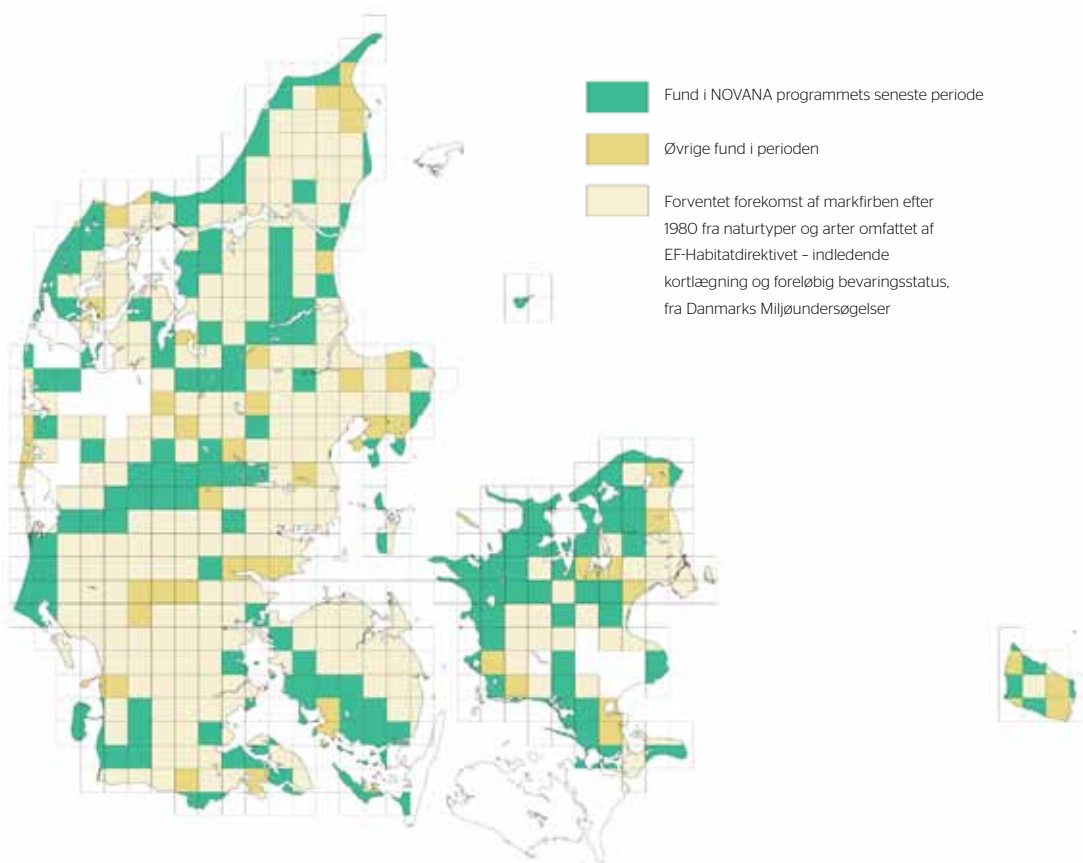 Fund i NOVANA programmets seneste periode
Øvrige fund i perioden
Forventet forekomst af markfirben efter
1980 fra naturtyper og arter omfattet af
EF-Habitatdirektivet – indledende
kortlægning og foreløbig bevaringsstatus,
fra Danmarks Miljøundersøgelser